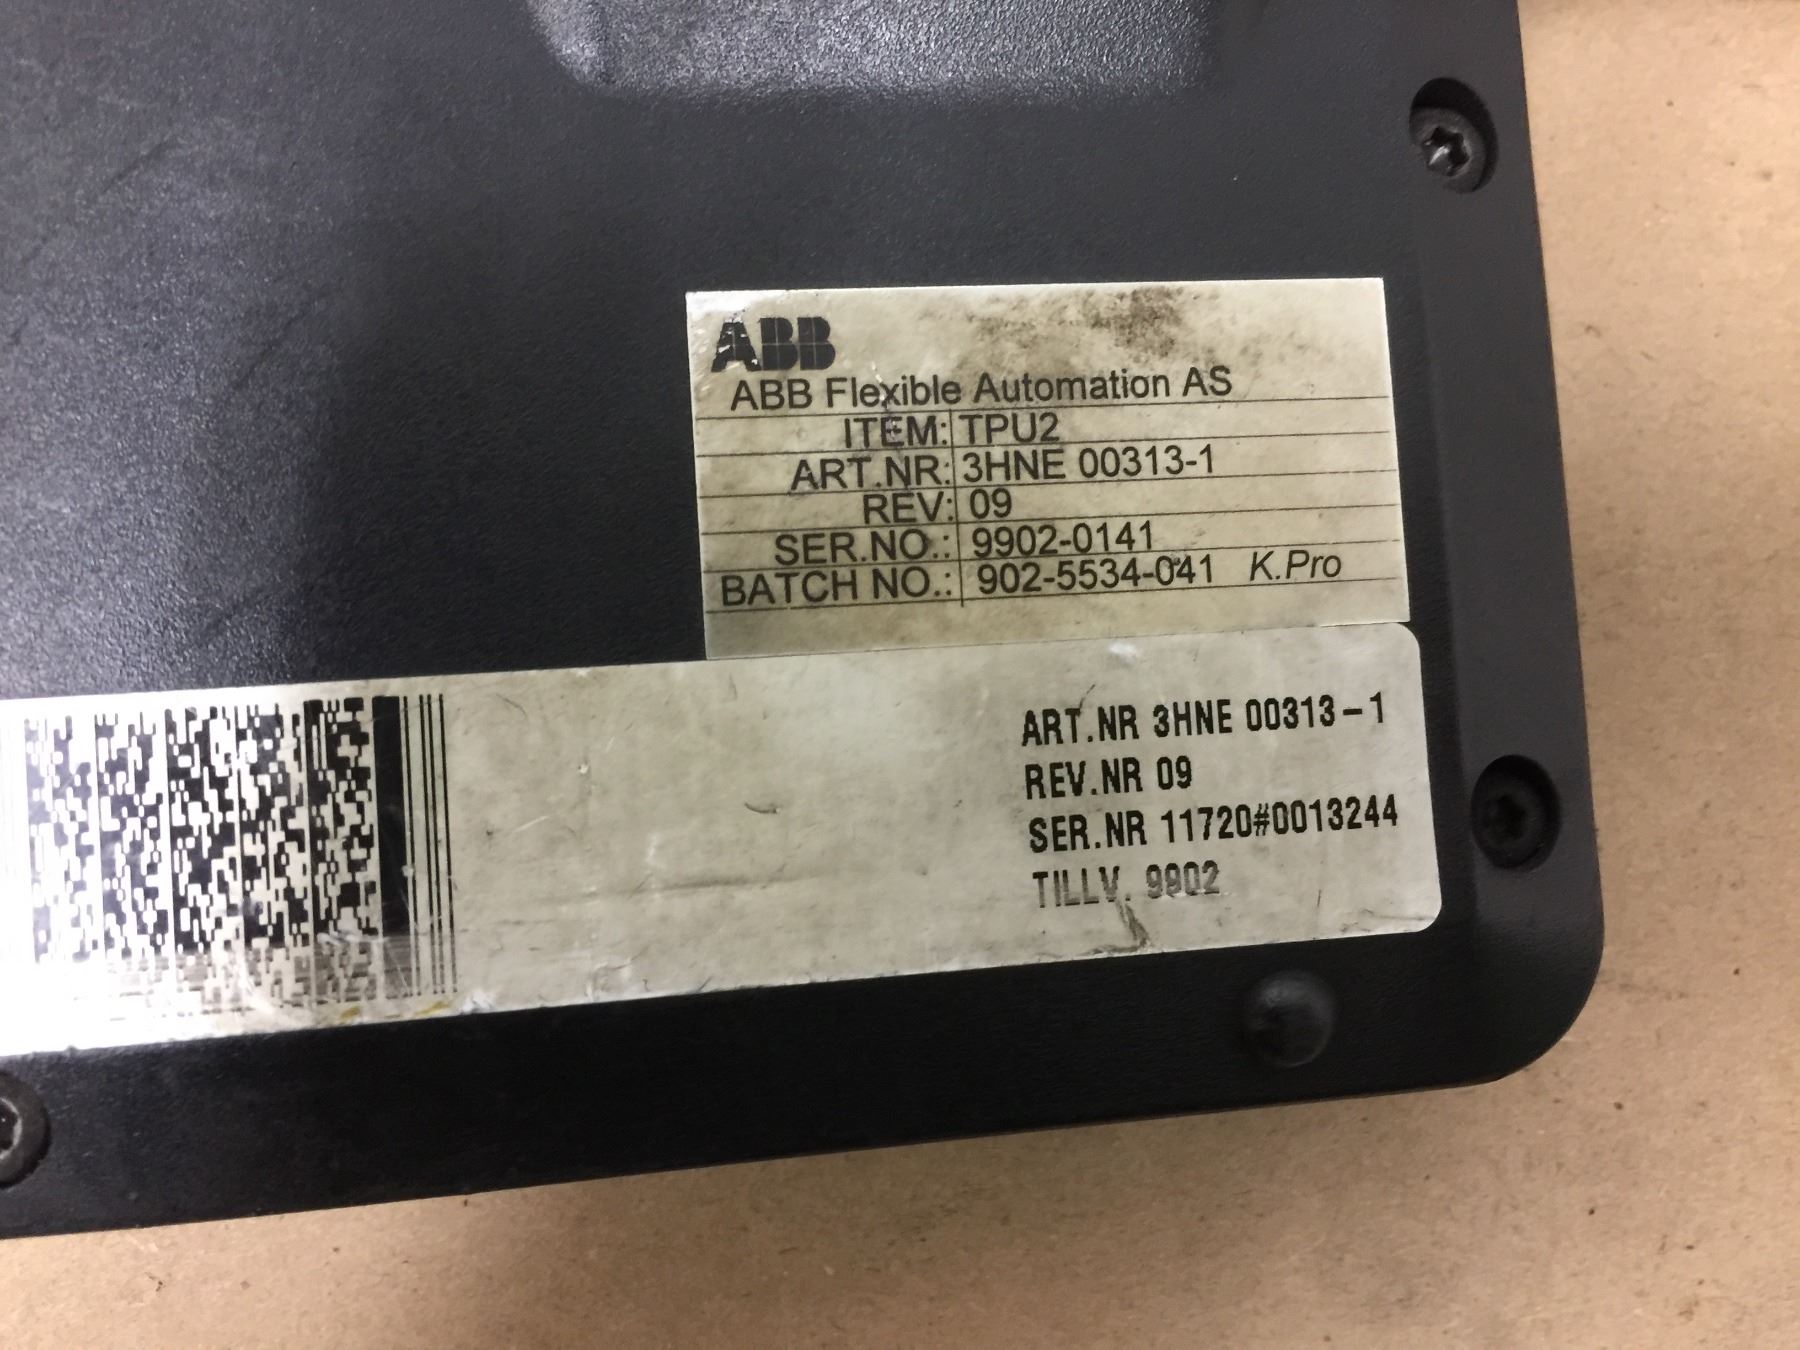 ABB
ABB Flexible Automation AS
ITEM: TPU2
ART.NR: 3HNE 00313-1
REV: 09
SER.NO.: 9902-0141
BATCH NO.: 902-5534-041 K.Pro
ART.NR 3HNE 00313-1
REV.NR 09
SER.NR 11720#0013244
TILLV. 9902